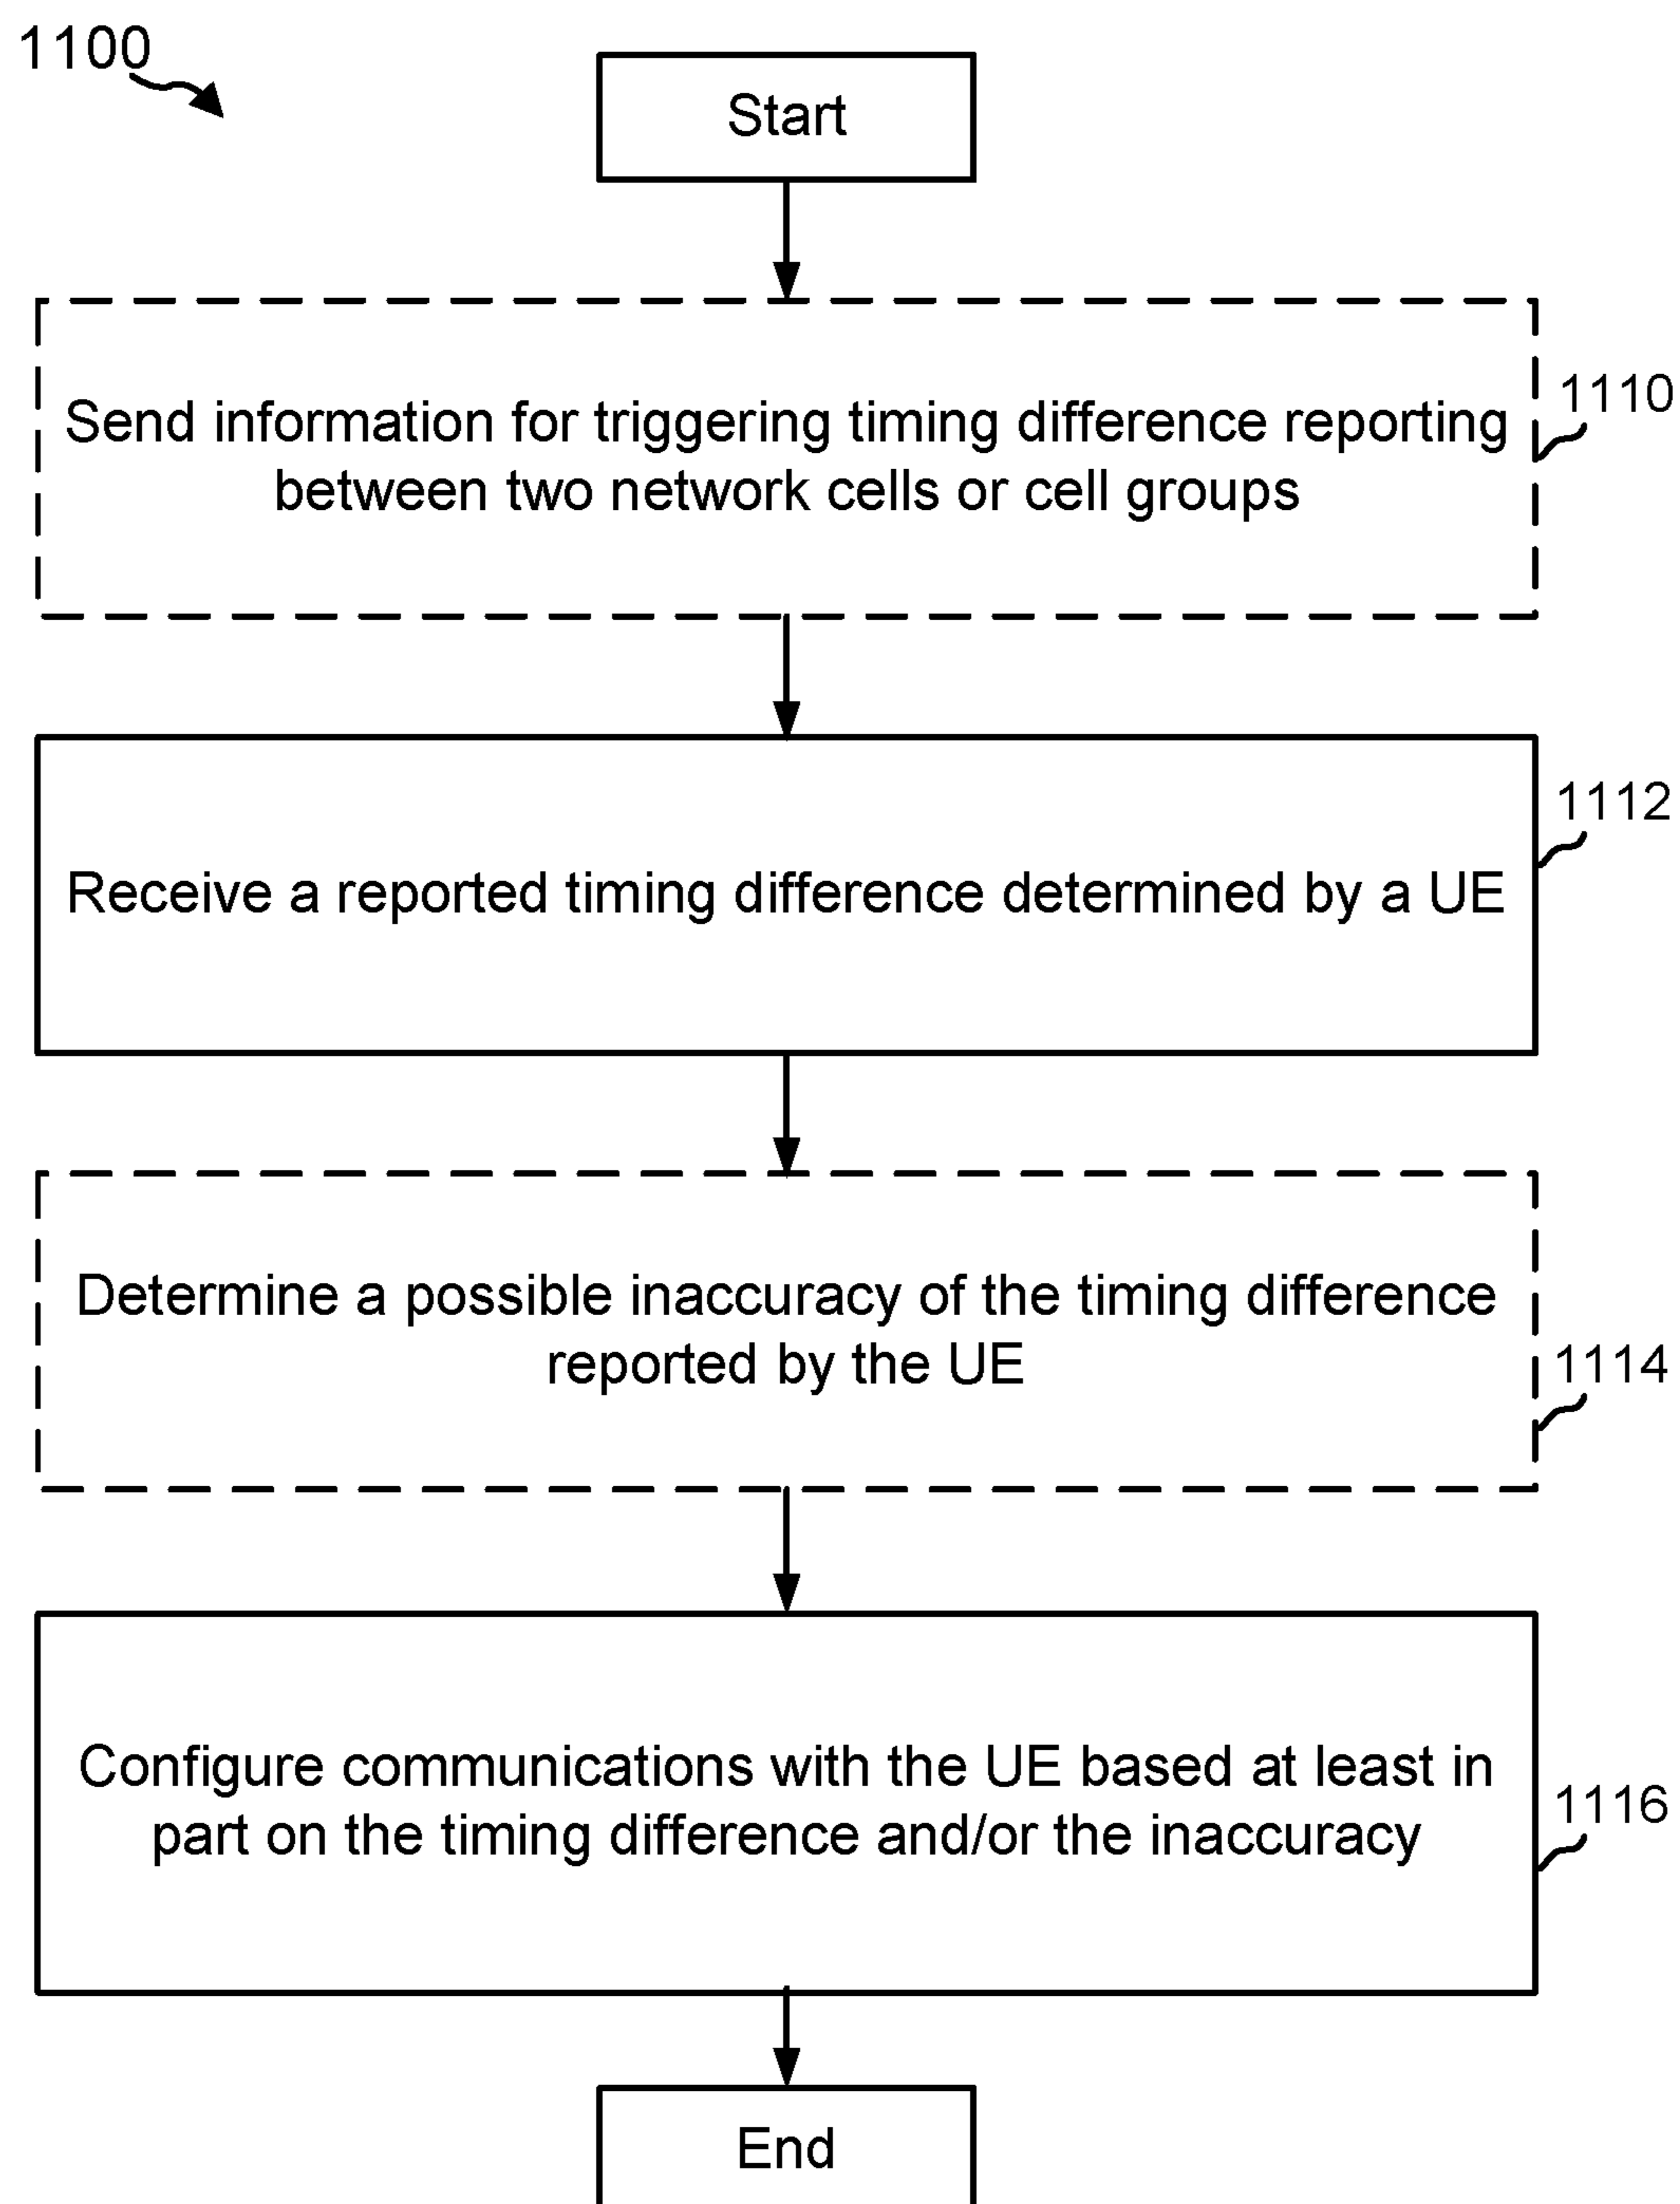 1100
Start
Send information for triggering timing difference reporting
between two network cells or cell groups
1110
Receive a reported timing difference determined by a UE
1112
Determine a possible inaccuracy of the timing difference
reported by the UE
1114
Configure communications with the UE based at least in
part on the timing difference and/or the inaccuracy
1116
End